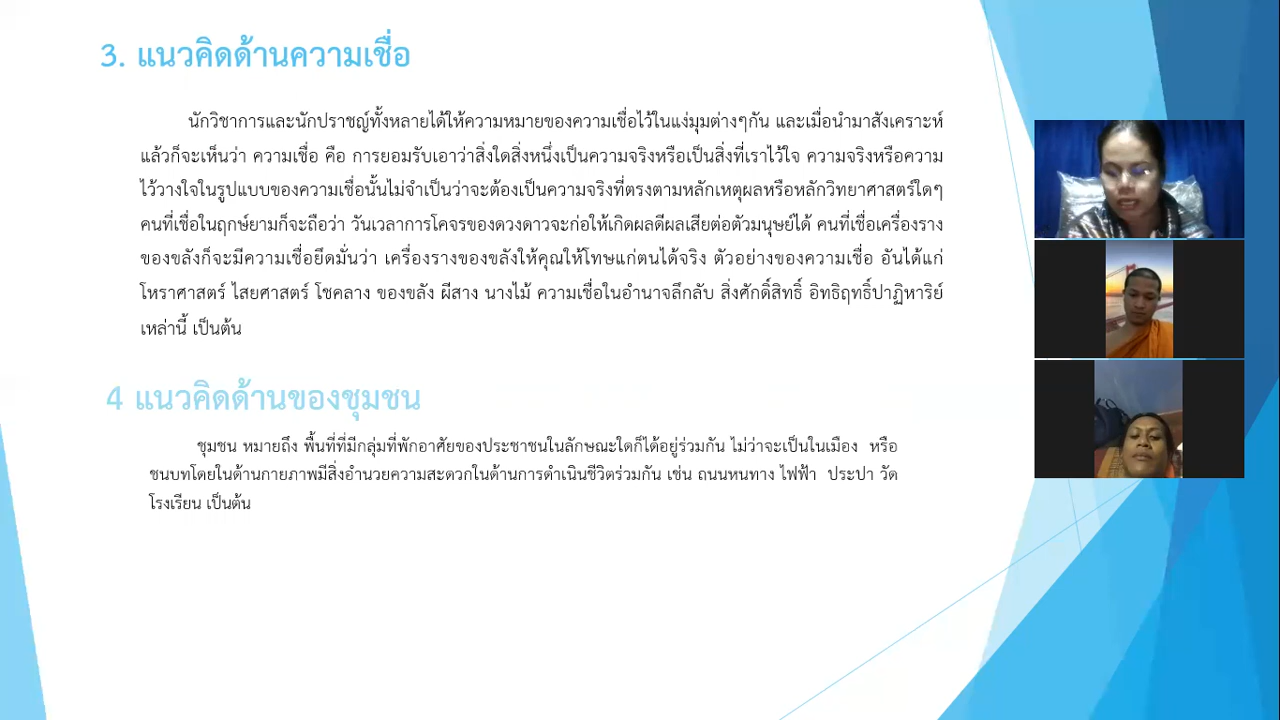 3. แนวคิดด้านความเชื่อ
นักวิชาการและนักปราชญ์ทั้งหลายได้ให้ความหมายของความเชื่อไว้ในแง่มุมต่างๆกัน และเมื่อนำมาสังเคราะห์
แล้วก็จะเห็นว่า ความเชื่อ คือ การยอมรับเอาว่าสิ่งใดสิ่งหนึ่งเป็นความจริงหรือเป็นสิ่งที่เราไว้ใจ ความจริงหรือความ
ไว้วางใจในรูปแบบของความเชื่อนั้นไม่จำเป็นว่าจะต้องเป็นความจริงที่ตรงตามหลักเหตุผลหรือหลักวิทยาศาสตร์ใดๆ
คนที่เชื่อในฤกษ์ยามก็จะถือว่า วันเวลาการโคจรของดวงดาวจะก่อให้เกิดผลดีผลเสียต่อตัวมนุษย์ได้ คนที่เชื่อเครื่องราง
ของขลังก็จะมีความเชื่อยึดมั่นว่า เครื่องรางของขลังให้คุณให้โทษแก่ตนได้จริง ตัวอย่างของความเชื่อ อันได้แก่
โหราศาสตร์ ไสยศาสตร์ โชคลาง ของขลัง ผีสาง นางไม้ ความเชื่อในอำนาจลึกลับ สิ่งศักดิ์สิทธิ์ อิทธิฤทธิ์ปาฏิหาริย์
เหล่านี้ เป็นต้น
4 แนวคิดด้านของชุมชน
ชุมชน หมายถึง พื้นที่ที่มีกลุ่มที่พักอาศัยของประชาชนในลักษณะใดก็ได้อยู่ร่วมกัน ไม่ว่าจะเป็นในเมือง หรือ
ชนบทโดยในด้านกายภาพมีสิ่งอำนวยความสะดวกในด้านการดำเนินชีวิตร่วมกัน เช่น ถนนหนทาง ไฟฟ้า ประปา วัด
โรงเรียน เป็นต้น